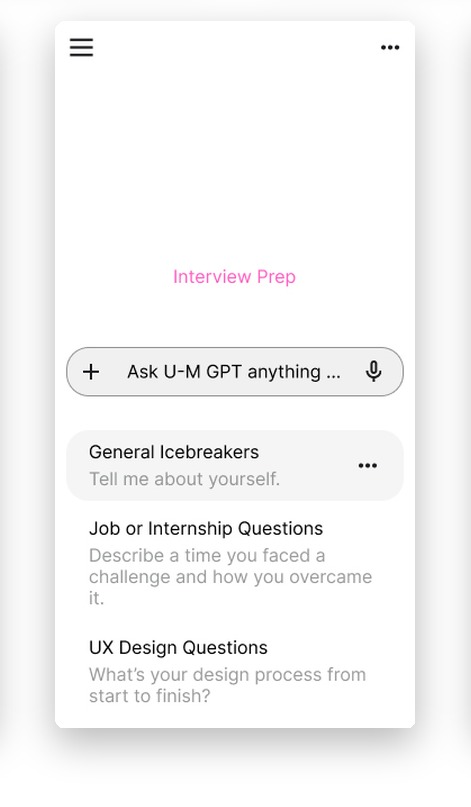 Interview Prep
Ask U-M GPT anything ...
General Icebreakers
Tell me about yourself.
Job or Internship Questions
Describe a time you faced a
challenge and how you overcame
it.
UX Design Questions
What’s your design process from
start to finish?